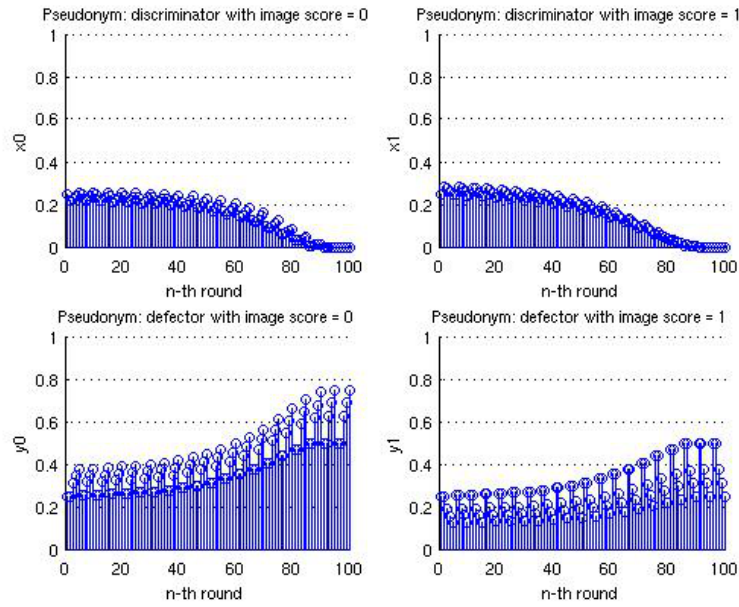 Pseudonym: discriminator with image score = 0
1
0.8
0.6
0.4
0.2
0
x0
0 20 40 60 80 100
n-th round
Pseudonym: discriminator with image score = 1
1
0.8
0.6
0.4
0.2
0
x1
0 20 40 60 80 100
n-th round
Pseudonym: defector with image score = 0
1
0.8
0.6
0.4
0.2
0
y0
0 20 40 60 80 100
n-th round
Pseudonym: defector with image score = 1
1
0.8
0.6
0.4
0.2
0
y1
0 20 40 60 80 100
n-th round